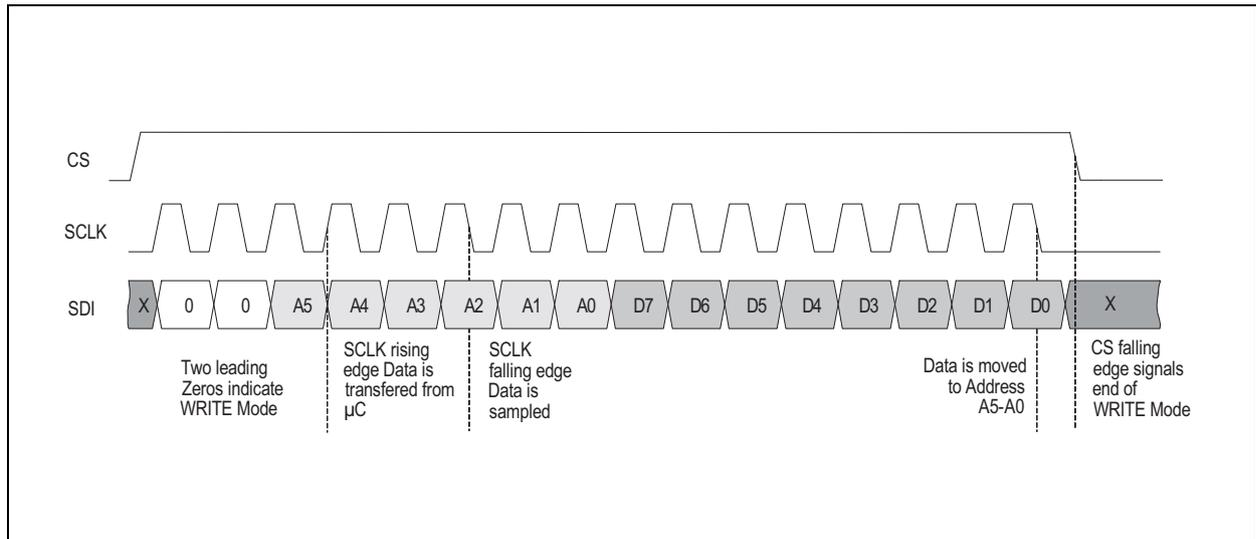 CS
SCLK
SDI
X 0 0 A5 A4 A3 A2 A1 A0 D7 D6 D5 D4 D3 D2 D1 D0 X
Two leading
Zeros indicate
WRITE Mode
SCLK rising
edge Data is
transfered from
µC
SCLK
falling edge
Data is
sampled
Data is moved
to Address
A5-A0
CS falling
edge signals
end of
WRITE Mode